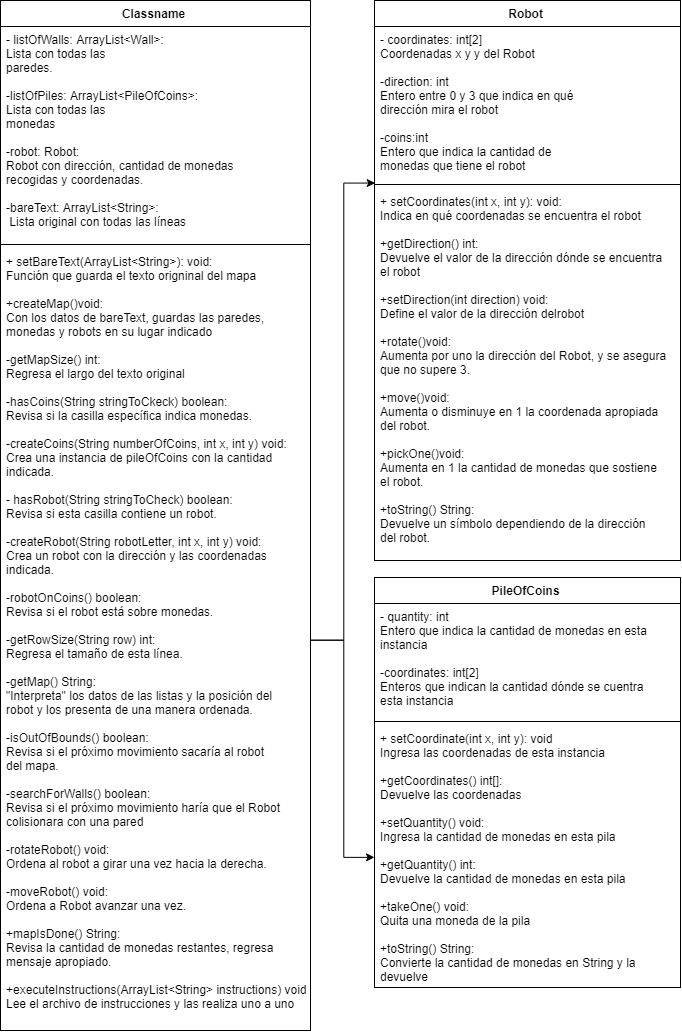 Classname
- listOfWalls: ArrayList<Wall>:
Lista con todas las
paredes.
-listOfPiles: ArrayList<PileOfCoins>:
Lista con todas las
monedas
-robot: Robot:
Robot con dirección, cantidad de monedas
recogidas y coordenadas.
-bareText: ArrayList<String>:
Lista original con todas las líneas
+ setBareText(ArrayList<String>): void:
Función que guarda el texto origninal del mapa
+createMap()void:
Con los datos de bareText, guardas las paredes,
monedas y robots en su lugar indicado
-getMapSize() int:
Regresa el largo del texto original
-hasCoins(String stringToCkeck) boolean:
Revisa si la casilla específica indica monedas.
-createCoins(String numberOfCoins, int x, int y) void:
Crea una instancia de pileOfCoins con la cantidad
indicada.
- hasRobot(String stringToCheck) boolean:
Revisa si esta casilla contiene un robot.
-createRobot(String robotLetter, int x, int y) void:
Crea un robot con la dirección y las coordenadas
indicada.
-robotOnCoins() boolean:
Revisa si el robot está sobre monedas.
-getRowSize(String row) int:
Regresa el tamaño de esta línea.
-getMap() String:
"Interpreta" los datos de las listas y la posición del
robot y los presenta de una manera ordenada.
-isOutOfBounds() boolean:
Revisa si el próximo movimiento sacaría al robot
del mapa.
-searchForWalls() boolean:
Revisa si el próximo movimiento haría que el Robot
colisionara con una pared
-rotateRobot() void:
Ordena al robot a girar una vez hacia la derecha.
-moveRobot() void:
Ordena a Robot avanzar una vez.
+mapIsDone() String:
Revisa la cantidad de monedas restantes, regresa
mensaje apropiado.
+executeInstructions(ArrayList<String> instructions) void
Lee el archivo de instrucciones y las realiza uno a uno
Robot
- coordinates: int[2]
Coordenadas x y y del Robot
-direction: int
Entero entre 0 y 3 que indica en qué
dirección mira el robot
-coins:int
Entero que indica la cantidad de
monedas que tiene el robot
+ setCoordinates(int x, int y): void:
Indica en qué coordenadas se encuentra el robot
+getDirection() int:
Devuelve el valor de la dirección dónde se encuentra
el robot
+setDirection(int direction) void:
Define el valor de la dirección delrobot
+rotate()void:
Aumenta por uno la dirección del Robot, y se asegura
que no supere 3.
+move()void:
Aumenta o disminuye en 1 la coordenada apropiada
del robot.
+pickOne()void:
Aumenta en 1 la cantidad de monedas que sostiene
el robot.
+toString() String:
Devuelve un símbolo dependiendo de la dirección
del robot.
PileOfCoins
- quantity: int
Entero que indica la cantidad de monedas en esta
instancia
-coordinates: int[2]
Enteros que indican la cantidad dónde se cuentra
esta instancia
+ setCoordinate(int x, int y): void
Ingresa las coordenadas de esta instancia
+getCoordinates() int[]:
Devuelve las coordenadas
+setQuantity() void:
Ingresa la cantidad de monedas en esta pila
+getQuantity() int:
Devuelve la cantidad de monedas en esta pila
+takeOne() void:
Quita una moneda de la pila
+toString() String:
Convierte la cantidad de monedas en String y la
devuelve